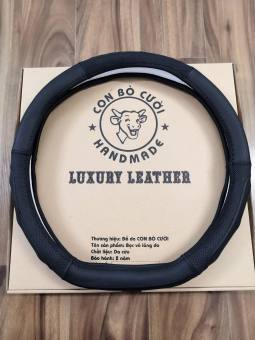 CON BÒ CƯỜI
HANDMADE
LUXURY LEATHER
Thương hiệu: Đồ da CON BÒ CƯỜI
Tên sản phẩm: Bọc vô lăng da
Chất liệu: Da cừu
Bảo hành: 2 năm